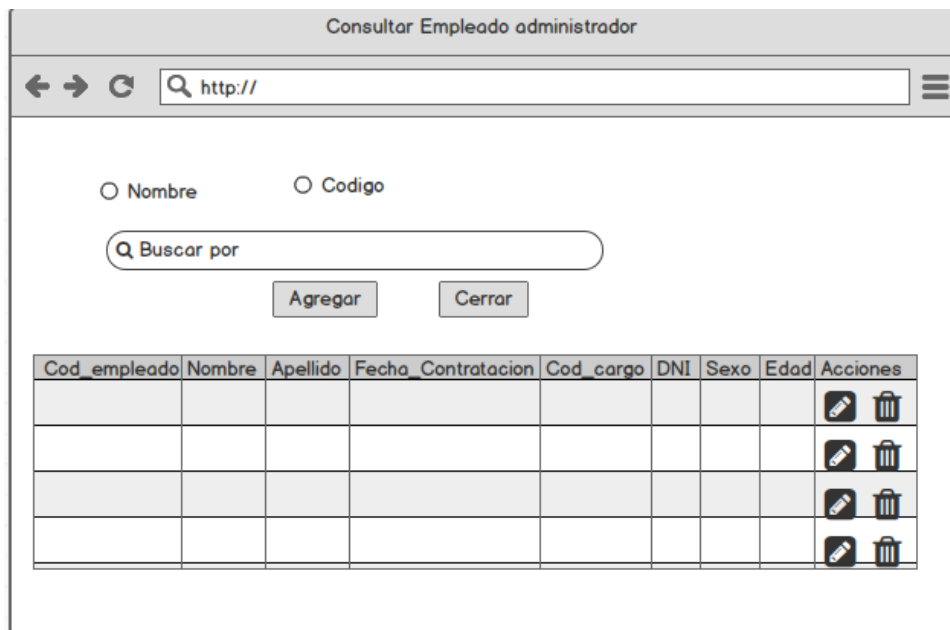 Consultar Empleado administrador
http://
Nombre
Codigo
Buscar por
Agregar
Cerrar
Cod_empleado Nombre Apellido Fecha_Contratacion Cod_cargo DNI Sexo Edad Acciones